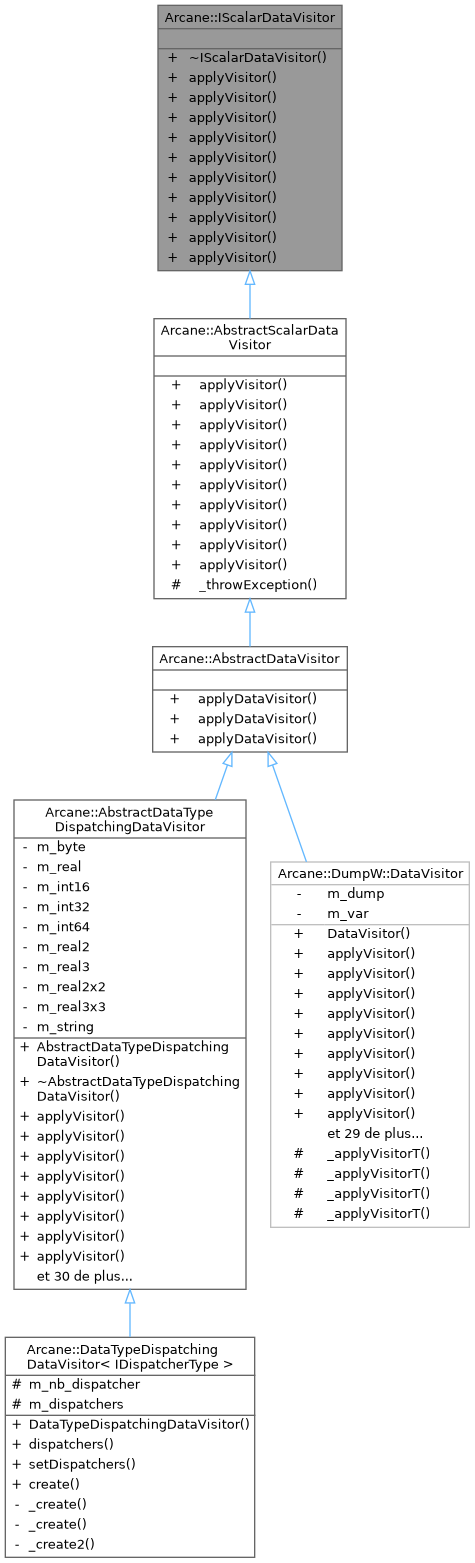 Arcane::IScalarDataVisitor
+ ~IScalarDataVisitor()
+ applyVisitor()
+ applyVisitor()
+ applyVisitor()
+ applyVisitor()
+ applyVisitor()
+ applyVisitor()
+ applyVisitor()
+ applyVisitor()
+ applyVisitor()
+ applyVisitor()
Arcane::AbstractScalarData
Visitor
+ applyVisitor()
+ applyVisitor()
+ applyVisitor()
+ applyVisitor()
+ applyVisitor()
+ applyVisitor()
+ applyVisitor()
+ applyVisitor()
+ applyVisitor()
+ applyVisitor()
# _throwException()
Arcane::AbstractDataVisitor
+ applyDataVisitor()
+ applyDataVisitor()
+ applyDataVisitor()
Arcane::AbstractDataType
DispatchingDataVisitor
- m_byte
- m_real
- m_int16
- m_int32
- m_int64
- m_real2
- m_real3
- m_real2x2
- m_real3x3
- m_string
+ AbstractDataTypeDispatching
DataVisitor()
+ ~AbstractDataTypeDispatching
DataVisitor()
+ applyVisitor()
+ applyVisitor()
+ applyVisitor()
+ applyVisitor()
+ applyVisitor()
+ applyVisitor()
+ applyVisitor()
+ applyVisitor()
et 30 de plus...
Arcane::DumpW::DataVisitor
- m_dump
- m_var
+ DataVisitor()
+ applyVisitor()
+ applyVisitor()
+ applyVisitor()
+ applyVisitor()
+ applyVisitor()
+ applyVisitor()
+ applyVisitor()
+ applyVisitor()
+ applyVisitor()
et 29 de plus...
# _applyVisitorT()
# _applyVisitorT()
# _applyVisitorT()
# _applyVisitorT()
Arcane::DataTypeDispatching
DataVisitor< IDispatcherType >
# m_nb_dispatcher
# m_dispatchers
+ DataTypeDispatchingDataVisitor()
+ dispatchers()
+ setDispatchers()
+ create()
- _create()
- _create()
- _create2()